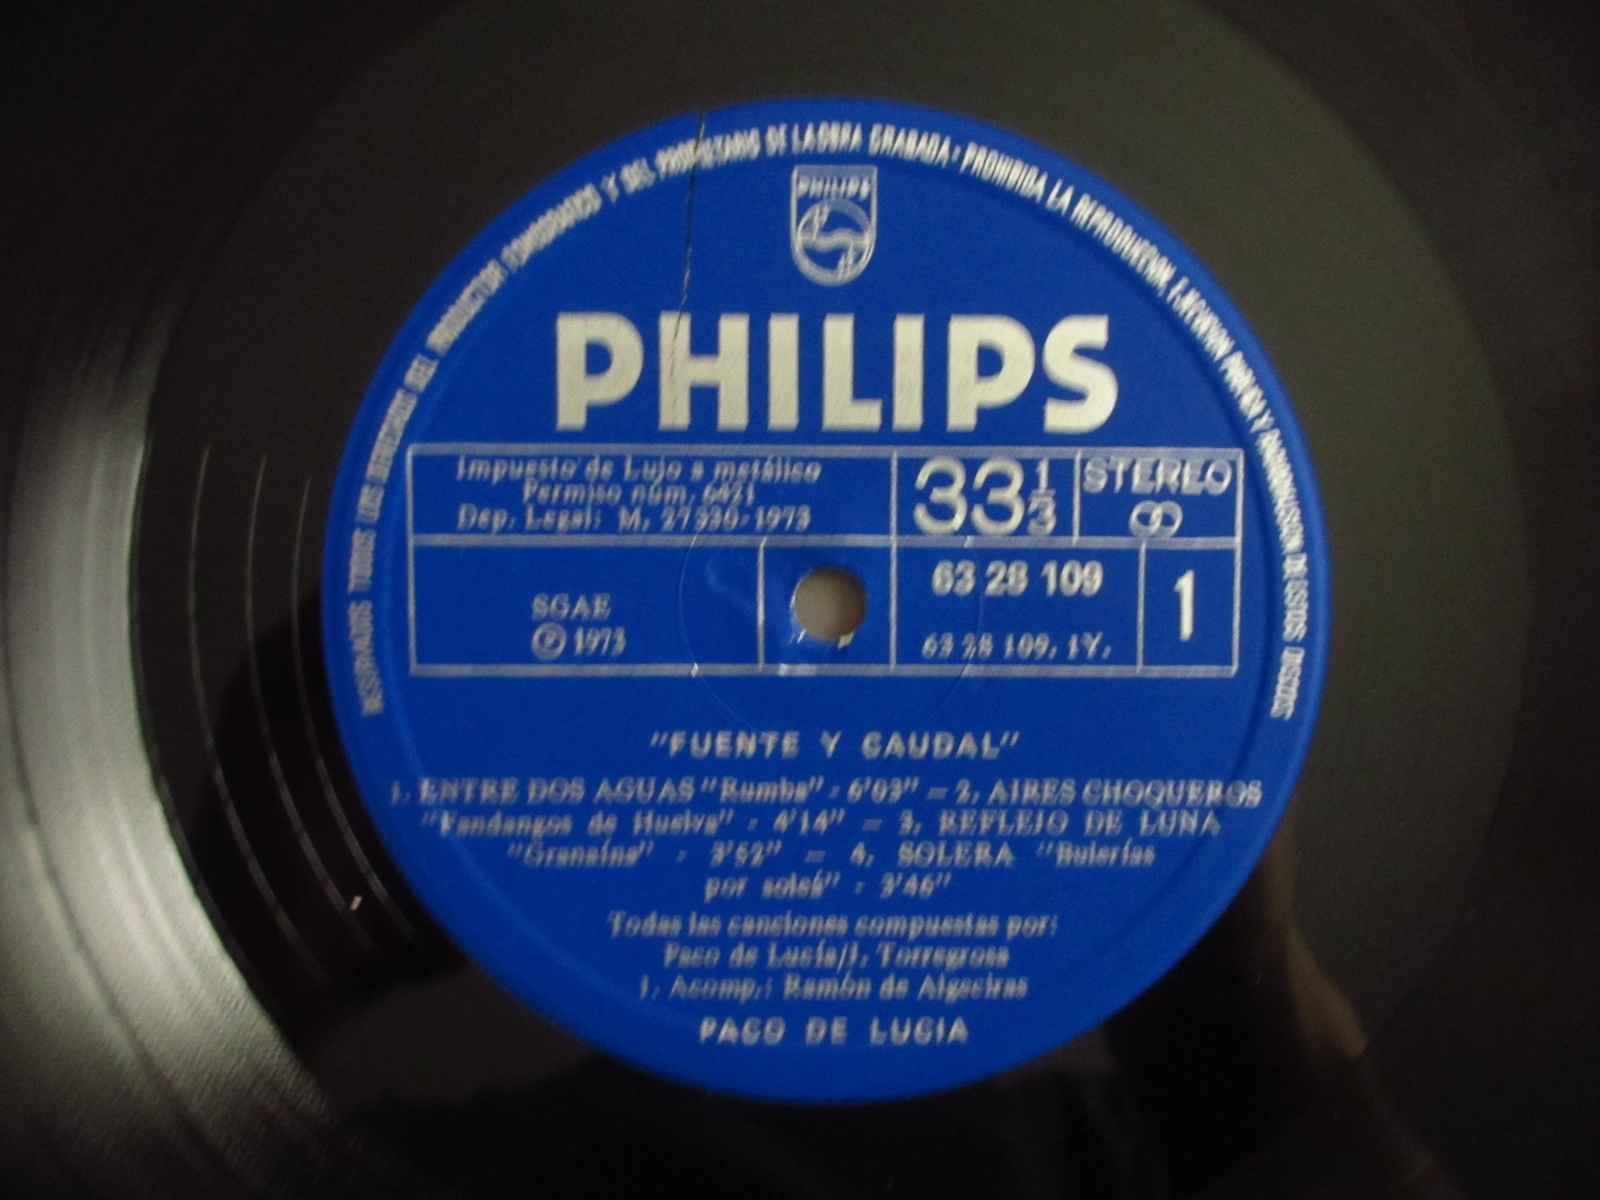 RESERVADOS TODOS LOS DERECHOS DEL PRODUCTOR FONOGRAFICO Y DEL PROPIETARIO DE LA OBRA GRABADA · PROHIBIDA LA REPRODUCCION, EJECUCION PUBLICA Y RADIODIFUSION DE ESTOS DISCOS
PHILIPS
PHILIPS
Impuesto de Lujo a metálico
Permiso núm. 6421
Dep. Legal: M. 27930-1973
33 1/3
STEREO
SGAE
℗ 1973
63 28 109
63 28 109. 1Y.
1
"FUENTE Y CAUDAL"
1. ENTRE DOS AGUAS "Rumba" - 6'03" — 2. AIRES CHOQUEROS
"Fandangos de Huelva" - 4'14" — 3. REFLEJO DE LUNA
"Granaína" - 3'52" — 4. SOLERA "Bulerías
por soleá" - 3'46"
Todas las canciones compuestas por:
Paco de Lucía/J. Torregrosa
1. Acomp.: Ramón de Algeciras
PACO DE LUCIA